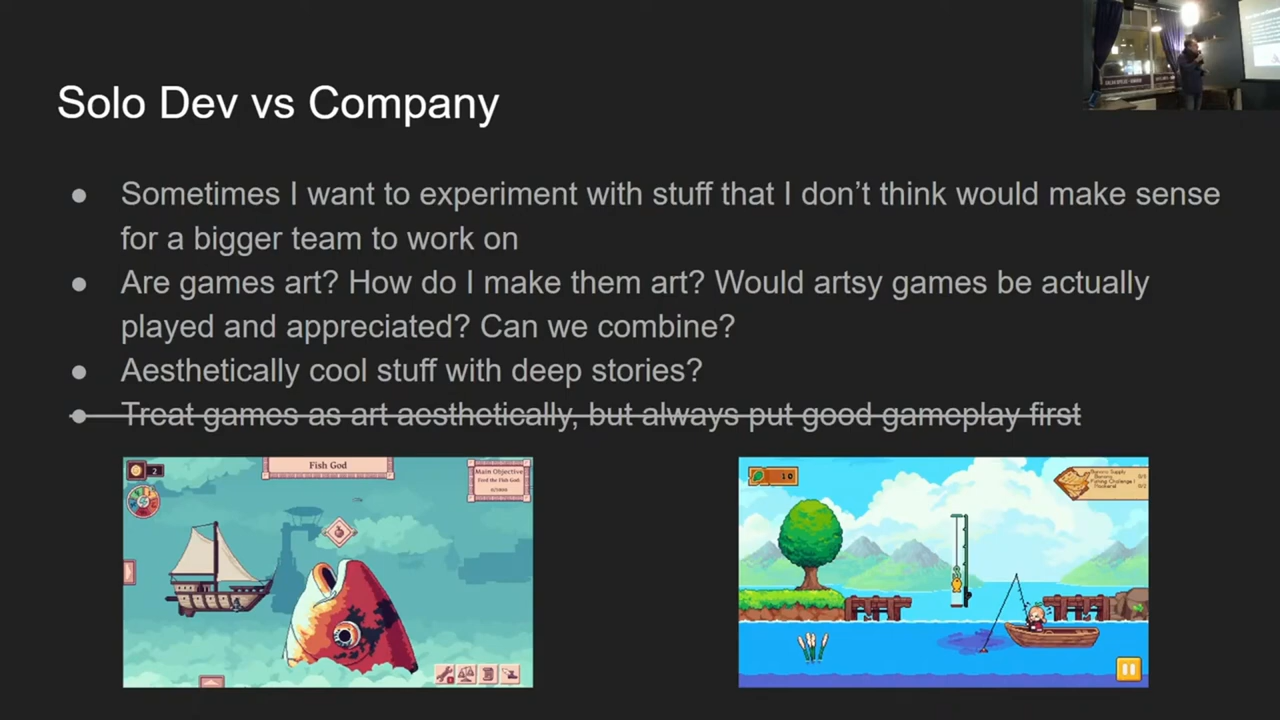 Solo Dev vs Company
● Sometimes I want to experiment with stuff that I don’t think would make sense
for a bigger team to work on
● Are games art? How do I make them art? Would artsy games be actually
played and appreciated? Can we combine?
● Aesthetically cool stuff with deep stories?
● Treat games as art aesthetically, but always put good gameplay first
2
Fish God
Main Objective
Feed the Fish God
10